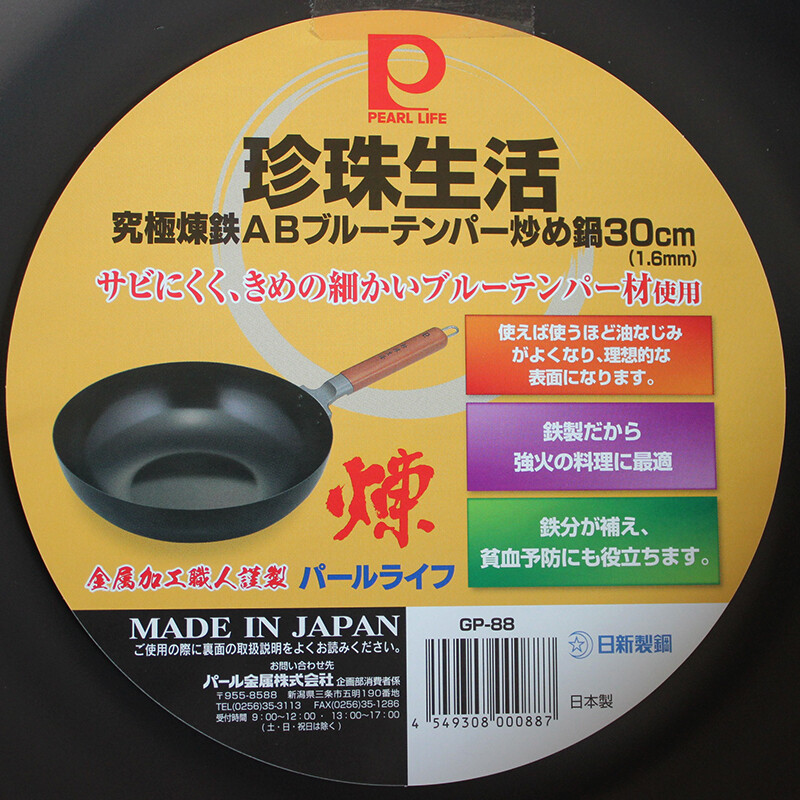 PEARL LIFE
珍珠生活
究極煉鉄ABブルーテンパー炒め鍋30cm
(1.6mm)
サビにくく、きめの細かいブルーテンパー材使用
使えば使うほど油なじみ
がよくなり、理想的な
表面になります。
鉄製だから
強火の料理に最適
鉄分が補え、
貧血予防にも役立ちます。
煉
金属加工職人謹製 パールライフ
MADE IN JAPAN
ご使用の際に裏面の取扱説明をよくお読みください。
お問い合わせ先
パール金属株式会社 企画部消費者係
〒955-8588 新潟県三条市五明190番地
TEL(0256)35-3113 FAX(0256)35-1286
受付時間 9:00〜12:00・13:00〜17:00
(土・日・祝日は除く)
GP-88
4 549308 000887
日新製鋼
日本製